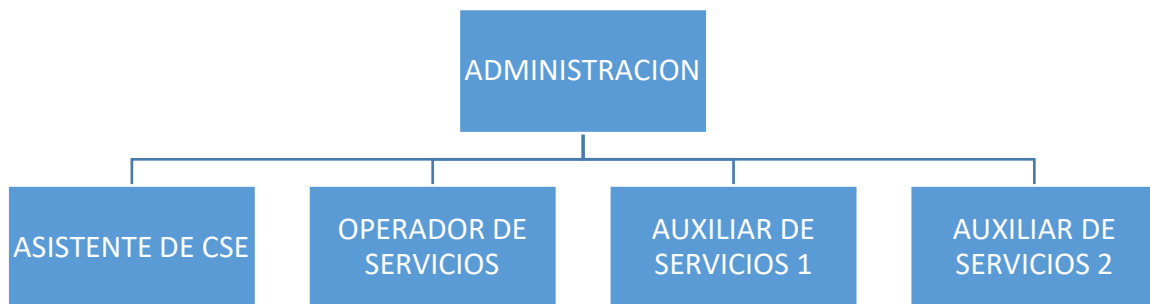 ADMINISTRACION
ASISTENTE DE CSE
OPERADOR DE
SERVICIOS
AUXILIAR DE
SERVICIOS 1
AUXILIAR DE
SERVICIOS 2